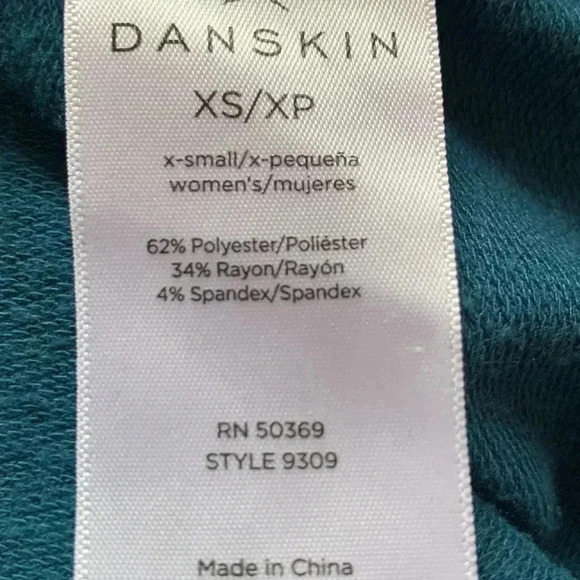 DANSKIN
XS/XP
x-small/x-pequeña
women's/mujeres
62% Polyester/Poliéster
34% Rayon/Rayón
4% Spandex/Spandex
RN 50369
STYLE 9309
Made in China